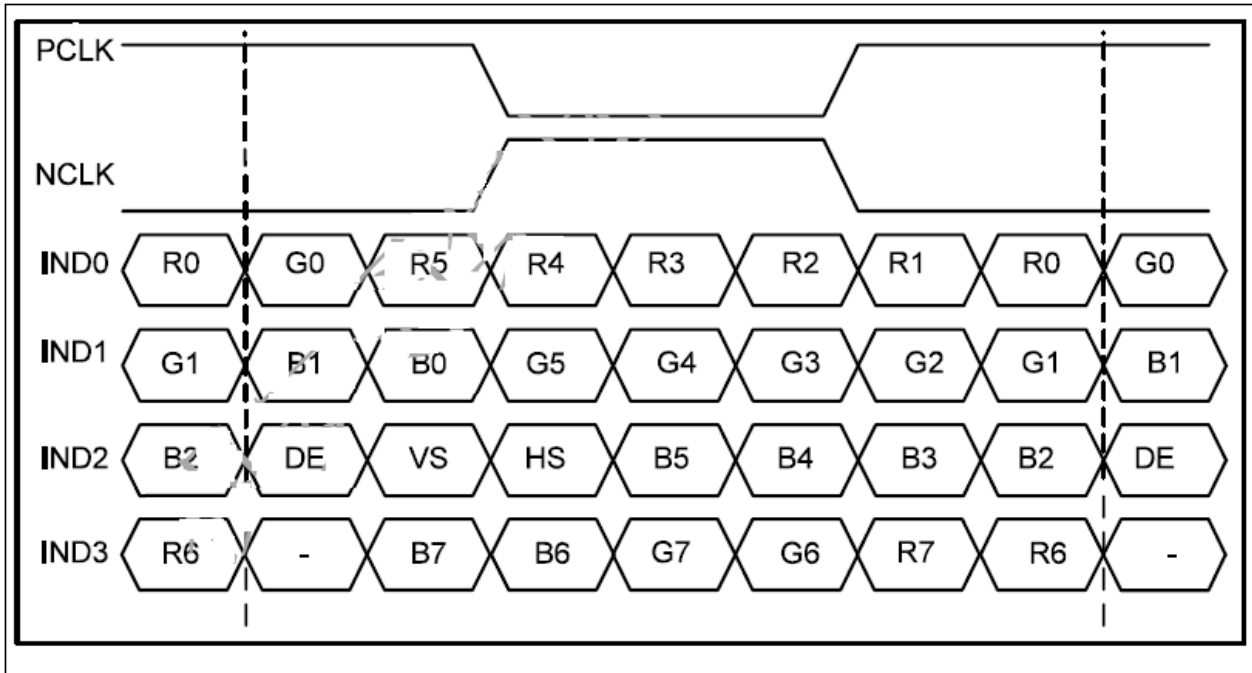 PCLK
NCLK
IND0 R0 G0 R5 R4 R3 R2 R1 R0 G0
IND1 G1 B1 B0 G5 G4 G3 G2 G1 B1
IND2 B2 DE VS HS B5 B4 B3 B2 DE
IND3 R6 - B7 B6 G7 G6 R7 R6 -